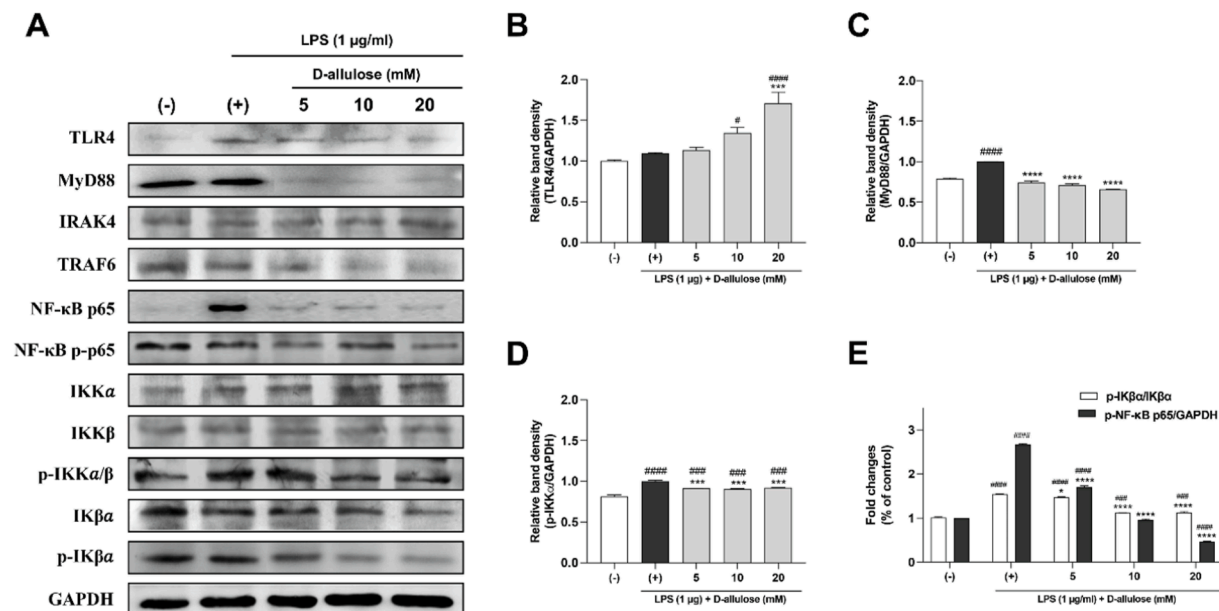 A
LPS (1 µg/ml)
D-allulose (mM)
(-) (+) 5 10 20
TLR4
MyD88
IRAK4
TRAF6
NF-κB p65
NF-κB p-p65
IKKα
IKKβ
p-IKKα/β
IKβα
p-IKβα
GAPDH
B
Relative band density
(TLR4/GAPDH)
2.0
1.5
1.0
0.5
0.0
#
####
***
(-) (+) 5 10 20
LPS (1 µg) + D-allulose (mM)
C
Relative band density
(MyD88/GAPDH)
2.0
1.5
1.0
0.5
0.0
####
**** **** ****
(-) (+) 5 10 20
LPS (1 µg) + D-allulose (mM)
D
Relative band density
(p-IKKα/GAPDH)
2.0
1.5
1.0
0.5
0.0
#### ### ### ###
*** *** ***
(-) (+) 5 10 20
LPS (1 µg) + D-allulose (mM)
E
p-IKβα/IKβα
p-NF-κB p65/GAPDH
Fold changes
(% of control)
3
2
1
0
#### ####
#### ####
* ****
###
**** ****
### ####
**** ****
(-) (+) 5 10 20
LPS (1 µg/ml) + D-allulose (mM)